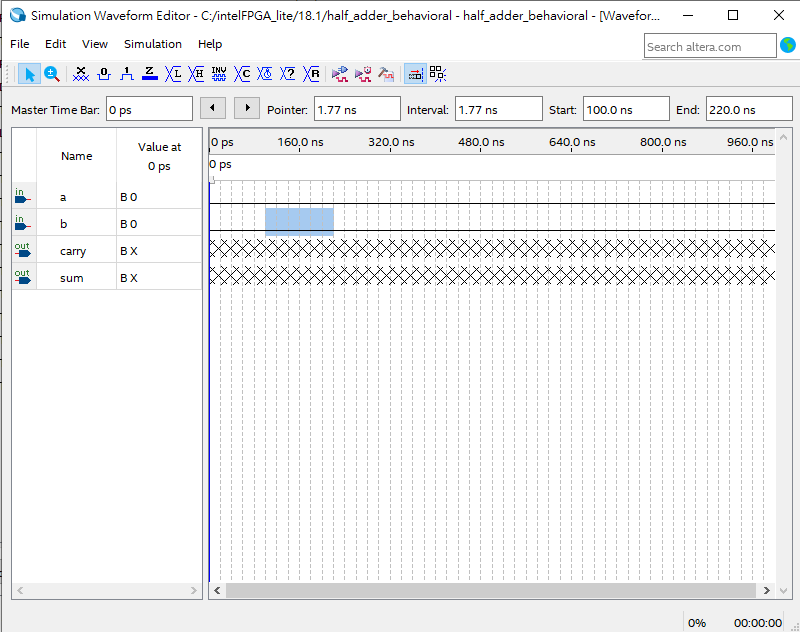 Simulation Waveform Editor - C:/intelFPGA_lite/18.1/half_adder_behavioral - half_adder_behavioral - [Wavefor...
File Edit View Simulation Help
Search altera.com
Master Time Bar: 0 ps Pointer: 1.77 ns Interval: 1.77 ns Start: 100.0 ns End: 220.0 ns
Name Value at 0 ps
0 ps 160.0 ns 320.0 ns 480.0 ns 640.0 ns 800.0 ns 960.0 ns
0 ps
in a B 0
in b B 0
out carry B X
out sum B X
0% 00:00:00